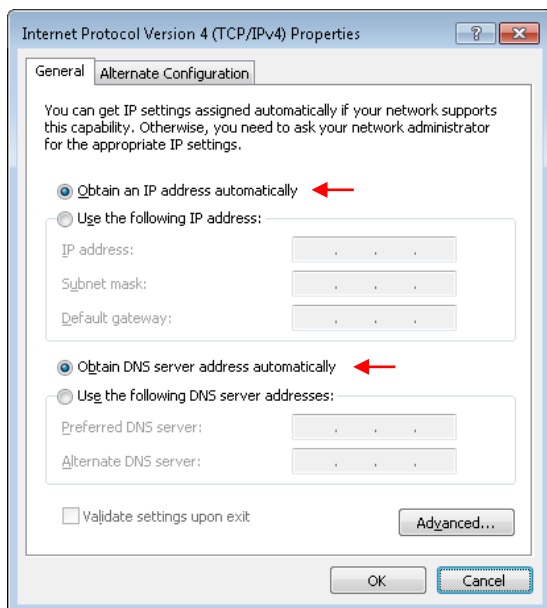 Internet Protocol Version 4 (TCP/IPv4) Properties
?
General
Alternate Configuration
You can get IP settings assigned automatically if your network supports
this capability. Otherwise, you need to ask your network administrator
for the appropriate IP settings.
Obtain an IP address automatically
Use the following IP address:
IP address:
. . .
Subnet mask:
. . .
Default gateway:
. . .
Obtain DNS server address automatically
Use the following DNS server addresses:
Preferred DNS server:
. . .
Alternate DNS server:
. . .
Validate settings upon exit
Advanced...
OK
Cancel